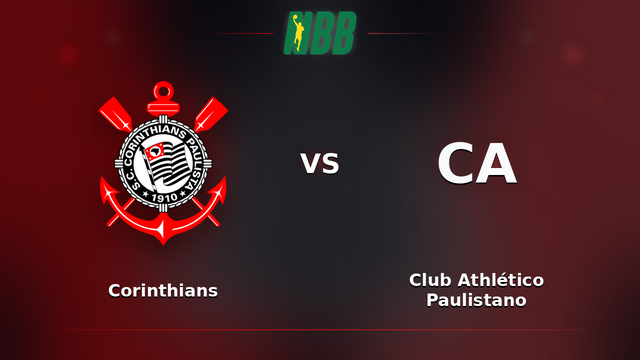 NBB
S.C. CORINTHIANS PAULISTA
1910
VS
CA
Corinthians
Club Athlético
Paulistano